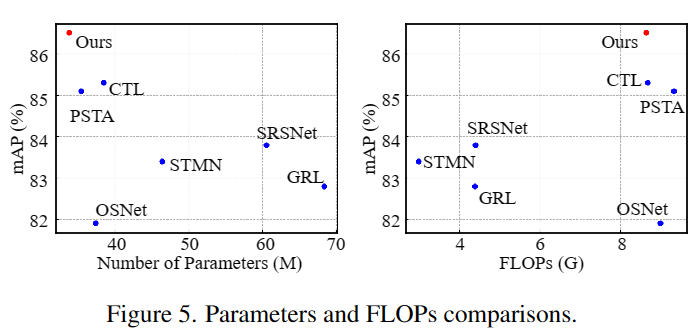 86
85
84
83
82
mAP (%)
Ours
CTL
PSTA
SRSNet
STMN
GRL
OSNet
40
50
60
70
Number of Parameters (M)
86
85
84
83
82
mAP (%)
Ours
CTL
PSTA
SRSNet
STMN
GRL
OSNet
4
6
8
FLOPs (G)
Figure 5. Parameters and FLOPs comparisons.